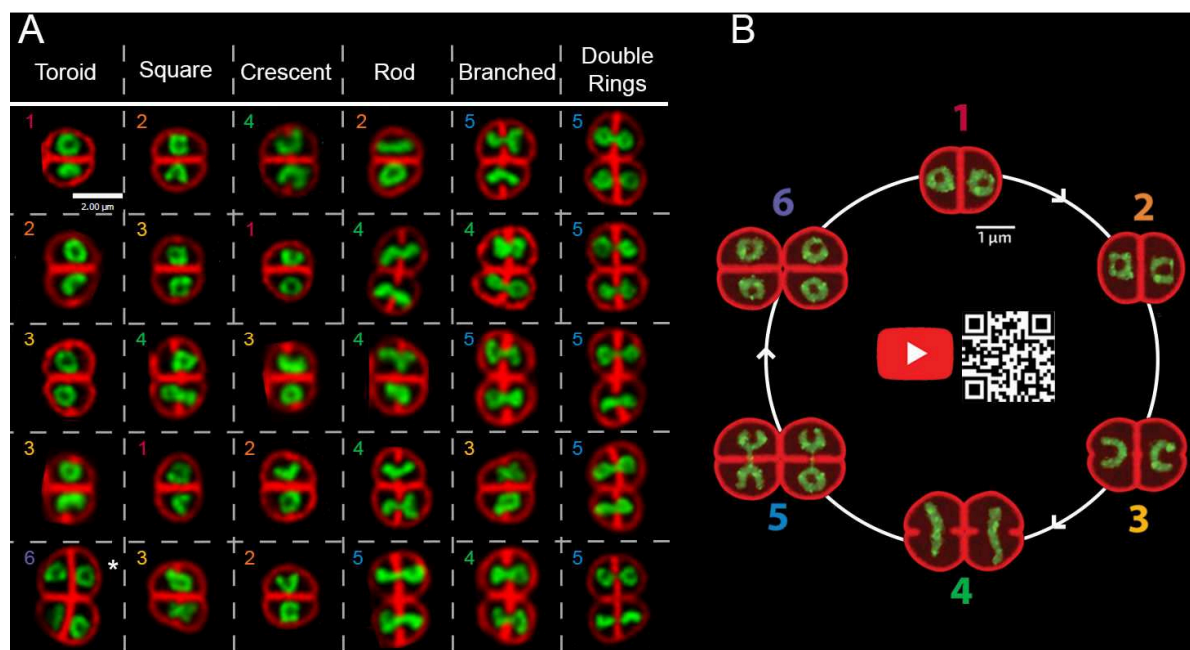 A
B
Toroid Square Crescent Rod Branched Double Rings
1 2 4 2 5 5
2.00 µm
2 3 1 4 4 5
3 4 3 4 5 5
3 1 2 4 3 5
6 * 3 2 5 4 5
1
6
2
1 µm
5
3
4